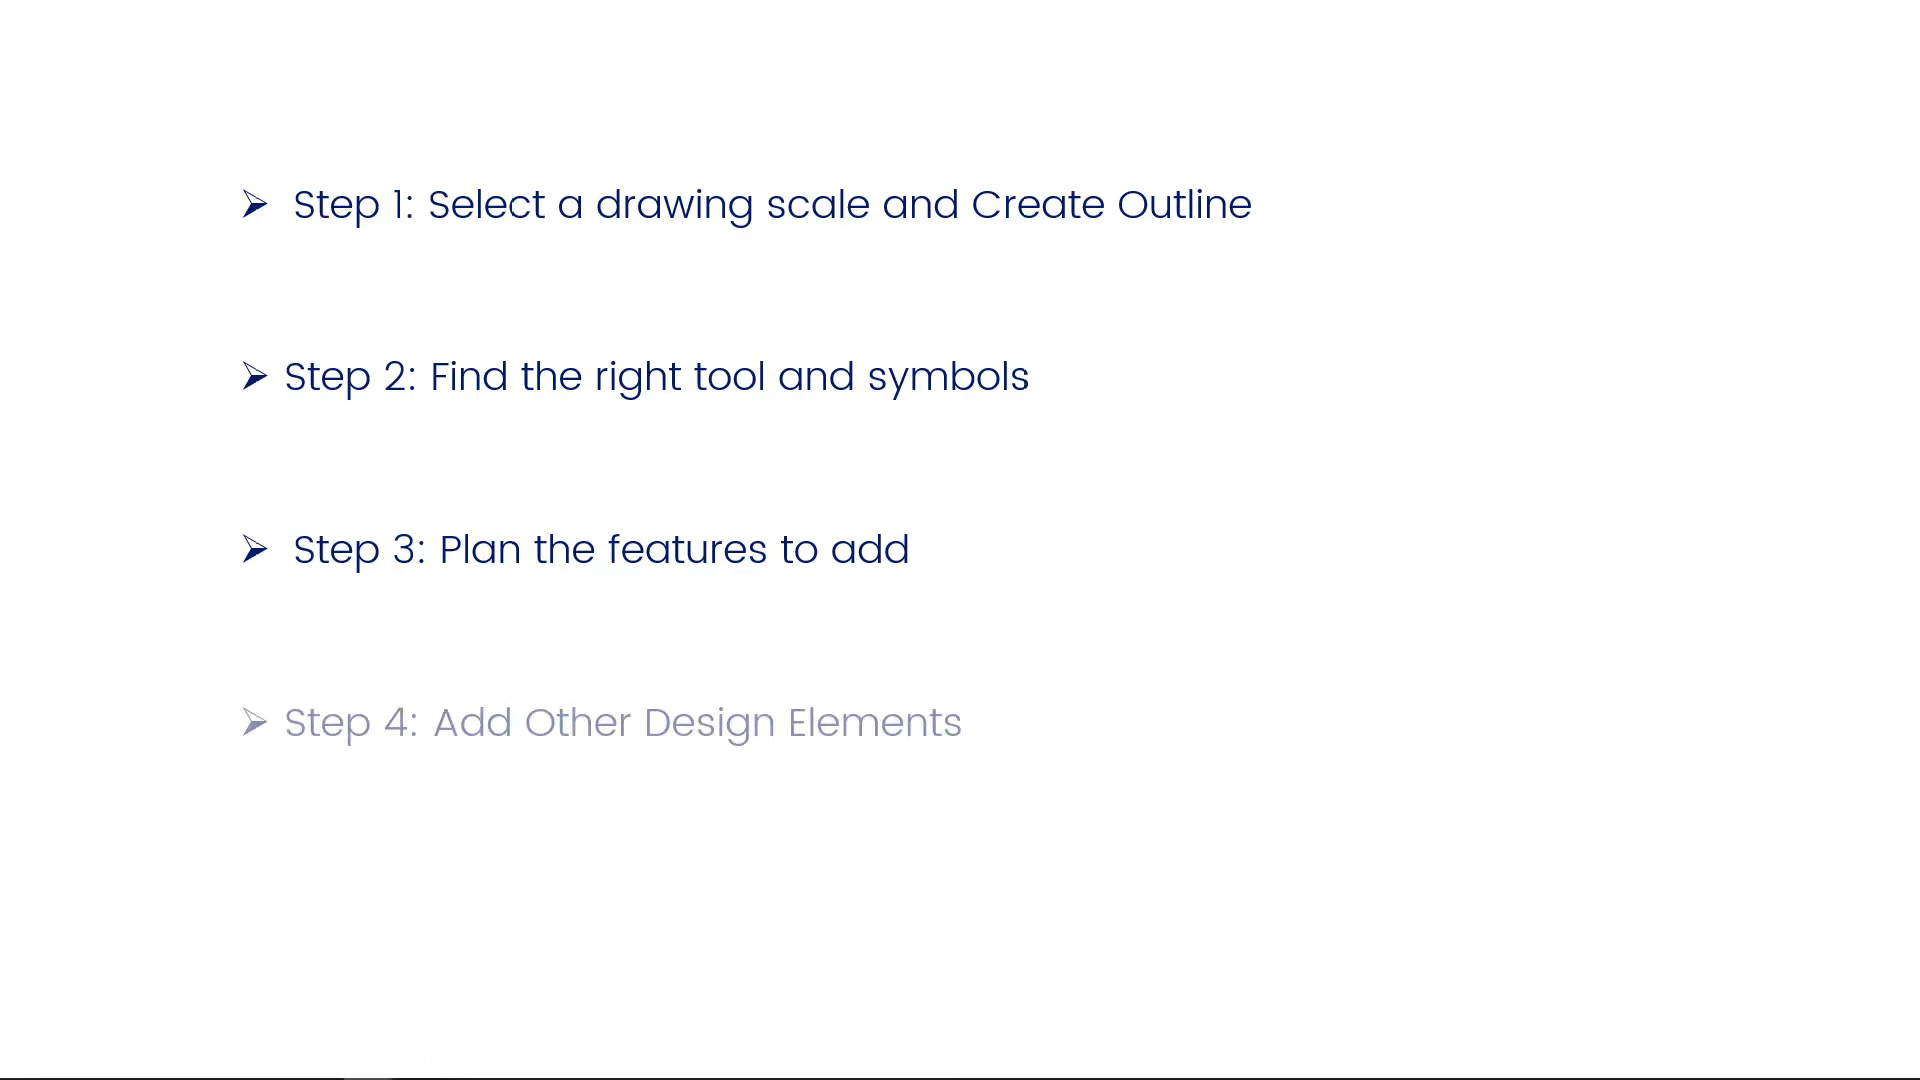 ➢ Step 1: Select a drawing scale and Create Outline
➢ Step 2: Find the right tool and symbols
➢ Step 3: Plan the features to add
➢ Step 4: Add Other Design Elements